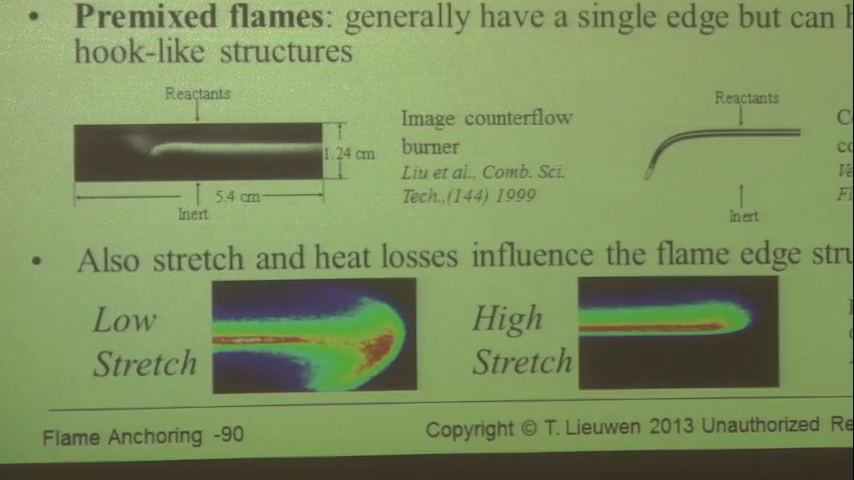 • Premixed flames: generally have a single edge but can
hook-like structures
Reactants
1.24 cm
5.4 cm
Inert
Image counterflow
burner
Liu et al., Comb. Sci.
Tech.,(144) 1999
Reactants
Inert
• Also stretch and heat losses influence the flame edge
Low
Stretch
High
Stretch
Flame Anchoring -90
Copyright © T. Lieuwen 2013 Unauthorized